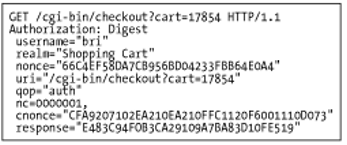 GET /cgi-bin/checkout?cart=17854 HTTP/1.1
Authorization: Digest
username="bri"
realm="Shopping Cart"
nonce="66C4EF58DA7CB956BD04233FBB64E0A4"
uri="/cgi-bin/checkout?cart=17854"
qop="auth"
nc=0000001,
cnonce="CFA9207102EA210EA210FFC1120F6001110D073"
response="E483C94F0B3CA29109A7BA83D10FE519"